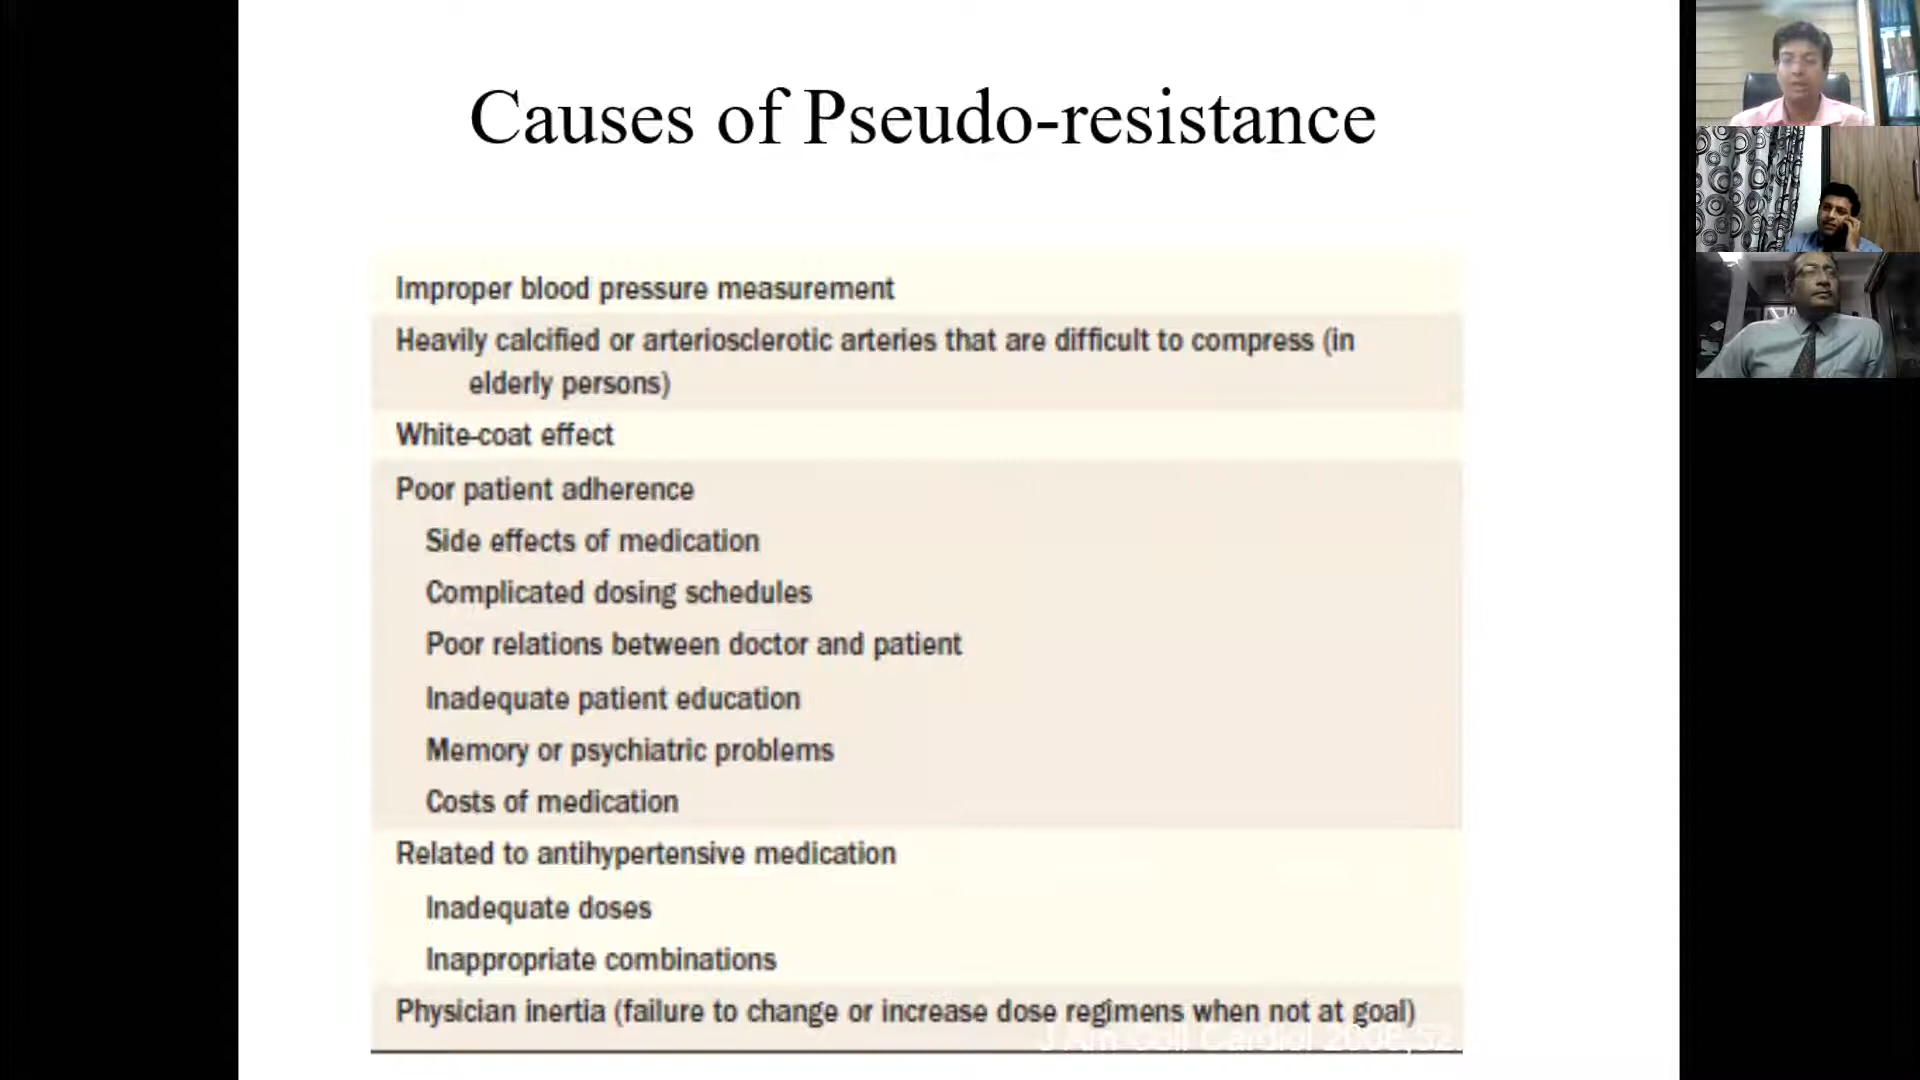 Causes of Pseudo-resistance
Improper blood pressure measurement
Heavily calcified or arteriosclerotic arteries that are difficult to compress (in
elderly persons)
White-coat effect
Poor patient adherence
Side effects of medication
Complicated dosing schedules
Poor relations between doctor and patient
Inadequate patient education
Memory or psychiatric problems
Costs of medication
Related to antihypertensive medication
Inadequate doses
Inappropriate combinations
Physician inertia (failure to change or increase dose regimens when not at goal)
J Am Coll Cardiol